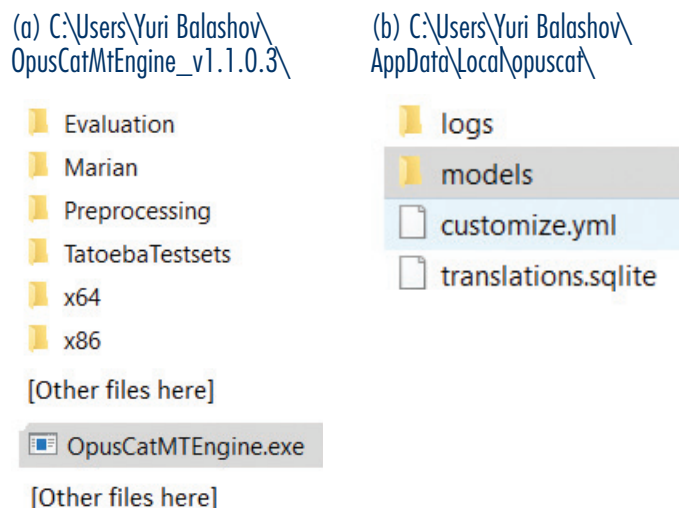 (a) C:\Users\Yuri Balashov\
OpusCatMtEngine_v1.1.0.3\
Evaluation
Marian
Preprocessing
TatoebaTestsets
x64
x86
[Other files here]
OpusCatMTEngine.exe
[Other files here]
(b) C:\Users\Yuri Balashov\
AppData\Local\opuscat\
logs
models
customize.yml
translations.sqlite